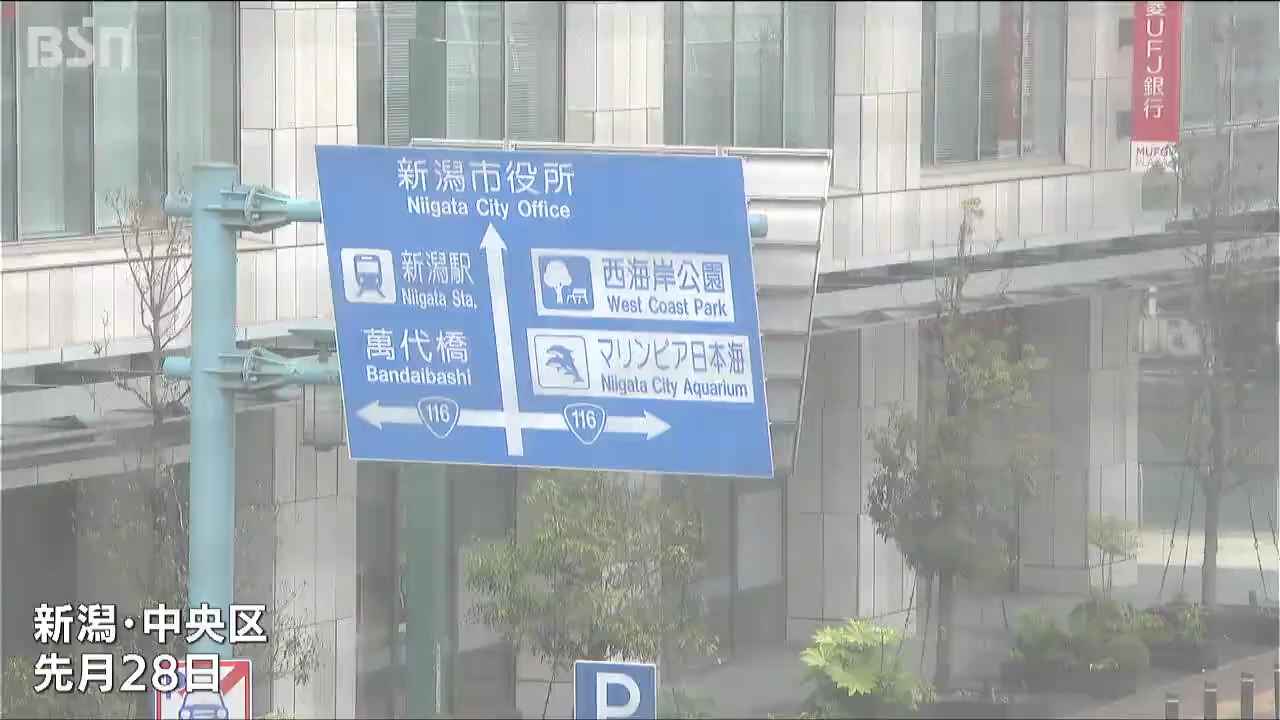 BSN
菱UFJ銀行
MUFG
新潟市役所
Niigata City Office
新潟駅
Niigata Sta.
西海岸公園
West Coast Park
萬代橋
Bandaibashi
マリンピア日本海
Niigata City Aquarium
116
116
新潟･中央区
先月28日
P